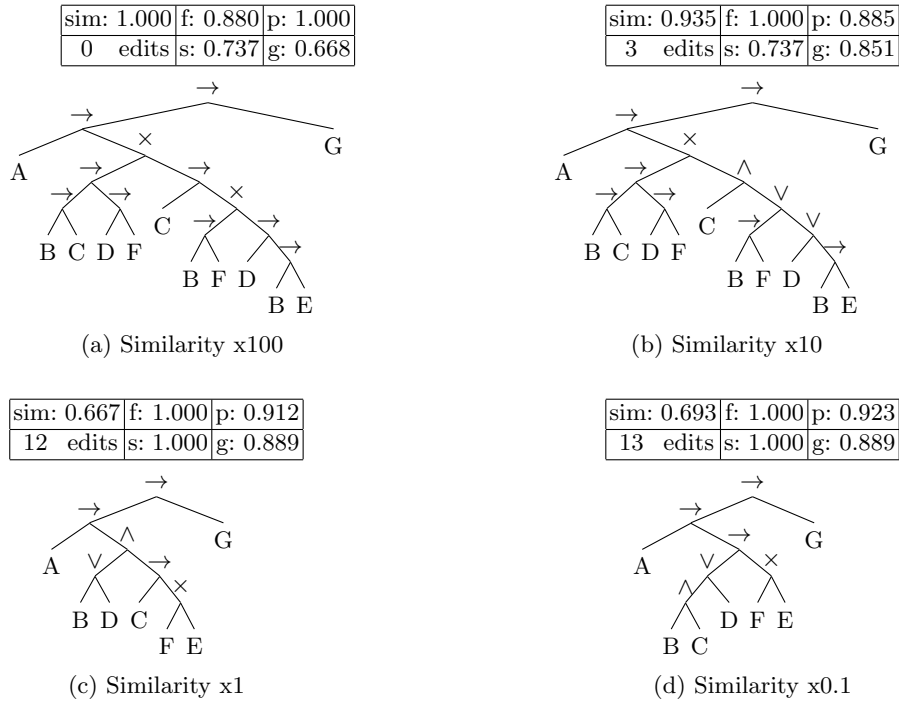 sim: 1.000 f: 0.880 p: 1.000
0 edits s: 0.737 g: 0.668
→
→
×
A
G
→ →
→ → C ×
B C D F → →
B F D →
B E
(a) Similarity x100
sim: 0.935 f: 1.000 p: 0.885
3 edits s: 0.737 g: 0.851
→
→
×
A
G
→ ∧
→ → C ∨
B C D F → ∨
B F D →
B E
(b) Similarity x10
sim: 0.667 f: 1.000 p: 0.912
12 edits s: 1.000 g: 0.889
→
→
∧
A
G
∨ →
B D C ×
F E
(c) Similarity x1
sim: 0.693 f: 1.000 p: 0.923
13 edits s: 1.000 g: 0.889
→
→
→
A
G
∨ ×
∧ D F E
B C
(d) Similarity x0.1